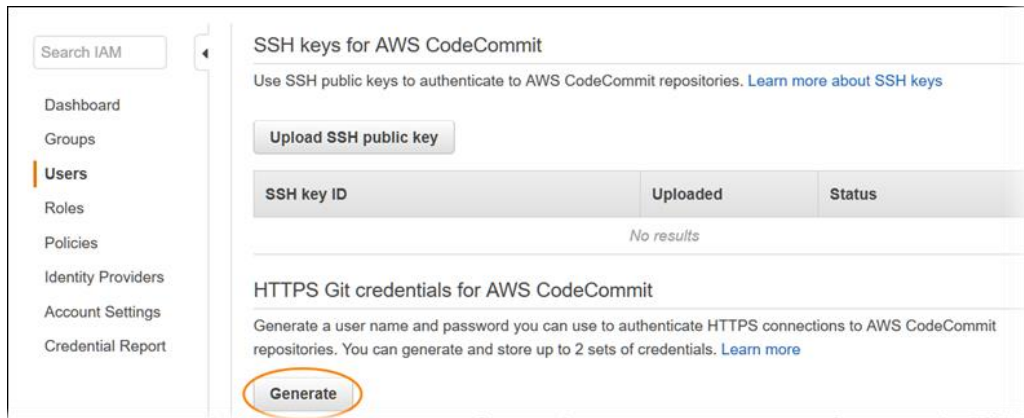 Search IAM
Dashboard
Groups
Users
Roles
Policies
Identity Providers
Account Settings
Credential Report
SSH keys for AWS CodeCommit
Use SSH public keys to authenticate to AWS CodeCommit repositories. Learn more about SSH keys
Upload SSH public key
SSH key ID Uploaded Status
No results
HTTPS Git credentials for AWS CodeCommit
Generate a user name and password you can use to authenticate HTTPS connections to AWS CodeCommit
repositories. You can generate and store up to 2 sets of credentials. Learn more
Generate